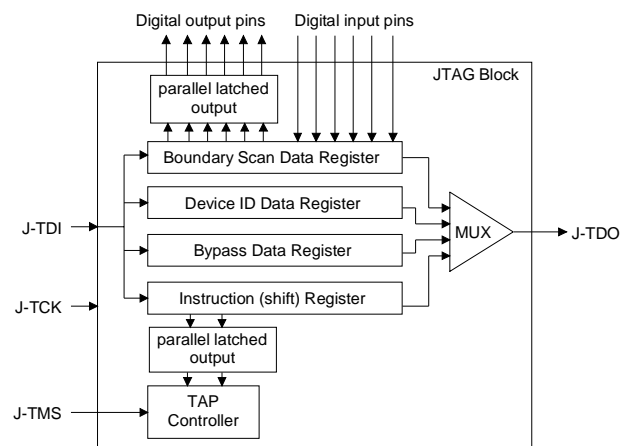 Digital output pins
Digital input pins
JTAG Block
parallel latched
output
Boundary Scan Data Register
Device ID Data Register
J-TDI
MUX
J-TDO
Bypass Data Register
Instruction (shift) Register
J-TCK
parallel latched
output
TAP
Controller
J-TMS